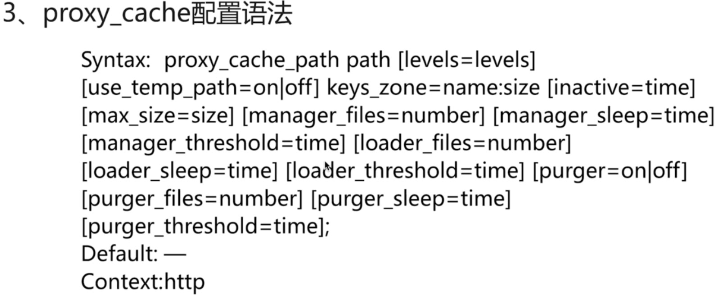 3、proxy_cache配置语法
Syntax: proxy_cache_path path [levels=levels]
[use_temp_path=on|off] keys_zone=name:size [inactive=time]
[max_size=size] [manager_files=number] [manager_sleep=time]
[manager_threshold=time] [loader_files=number]
[loader_sleep=time] [loader_threshold=time] [purger=on|off]
[purger_files=number] [purger_sleep=time]
[purger_threshold=time];
Default: —
Context:http